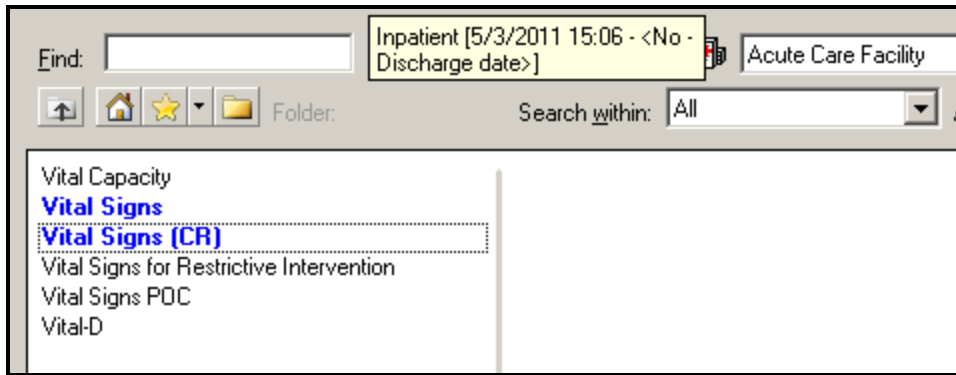 Find:
Inpatient [5/3/2011 15:06 - <No -
Discharge date>]
Acute Care Facility
Folder:
Search within: All
Vital Capacity
Vital Signs
Vital Signs (CR)
Vital Signs for Restrictive Intervention
Vital Signs POC
Vital-D